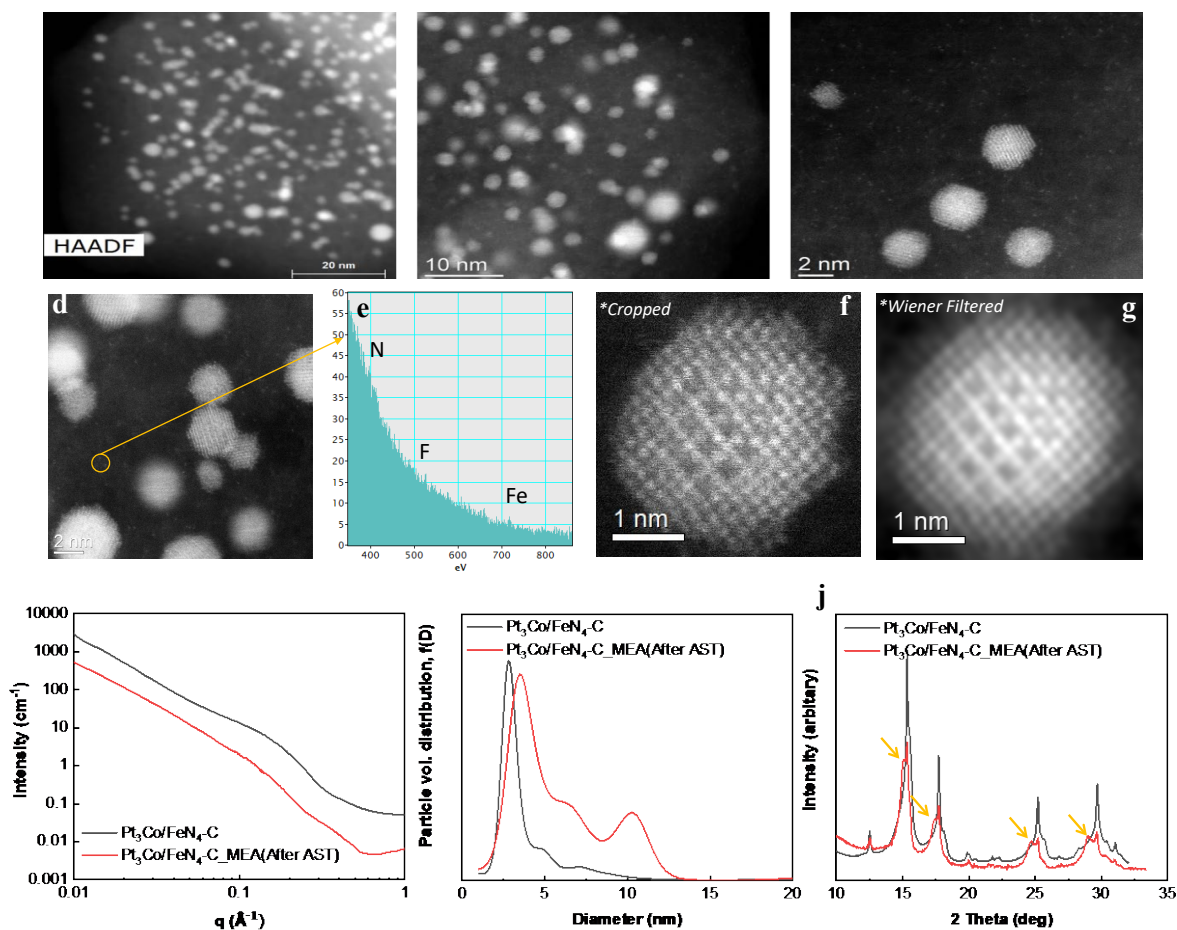 HAADF
20 nm
10 nm
2 nm
d
2 nm
e
60
55
50
45
40
35
30
25
20
15
10
5
0
N
F
Fe
400
500
600
700
800
eV
*Cropped
f
1 nm
*Wiener Filtered
g
1 nm
10000
1000
100
10
1
0.1
0.01
0.001
Intensity (cm⁻¹)
Pt₃Co/FeN₄-C
Pt₃Co/FeN₄-C_MEA(After AST)
0.01
0.1
1
q (Å⁻¹)
Particle vol. distribution, f(D)
Pt₃Co/FeN₄-C
Pt₃Co/FeN₄-C_MEA(After AST)
0
5
10
15
20
Diameter (nm)
j
Intensity (arbitary)
Pt₃Co/FeN₄-C
Pt₃Co/FeN₄-C_MEA(After AST)
10
15
20
25
30
35
2 Theta (deg)